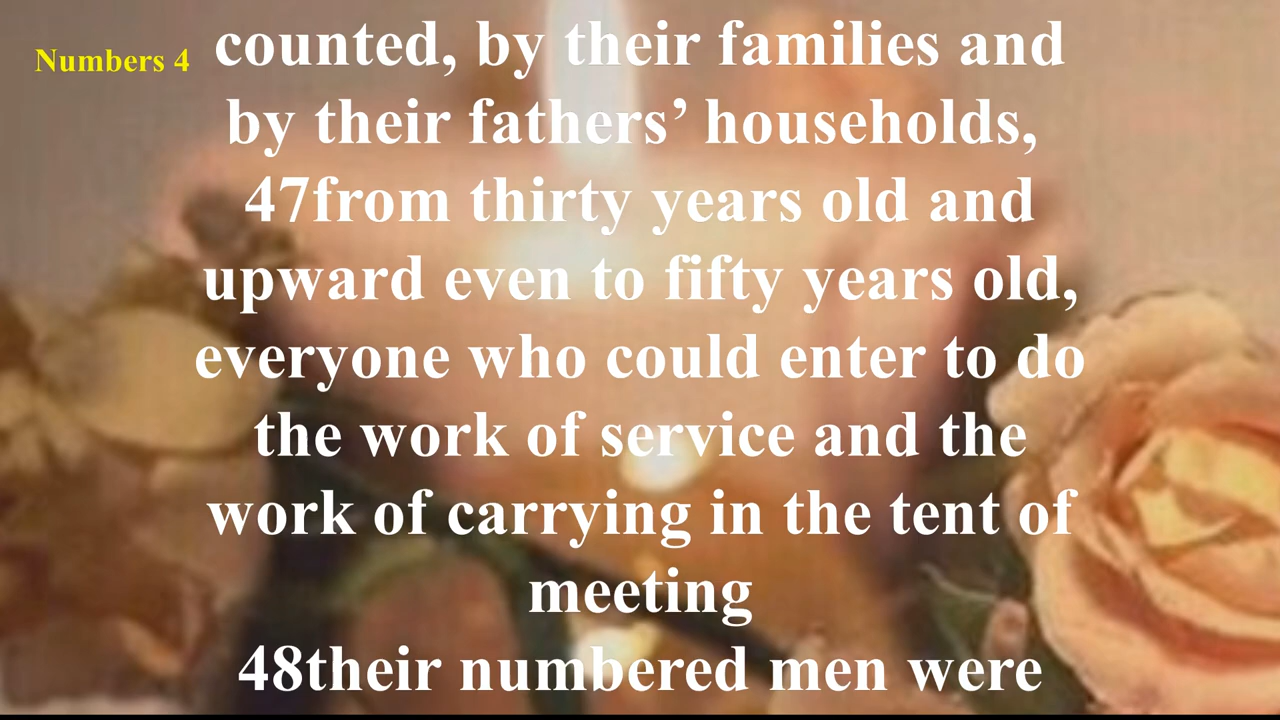 Numbers 4
counted, by their families and
by their fathers’ households,
47from thirty years old and
upward even to fifty years old,
everyone who could enter to do
the work of service and the
work of carrying in the tent of
meeting
48their numbered men were